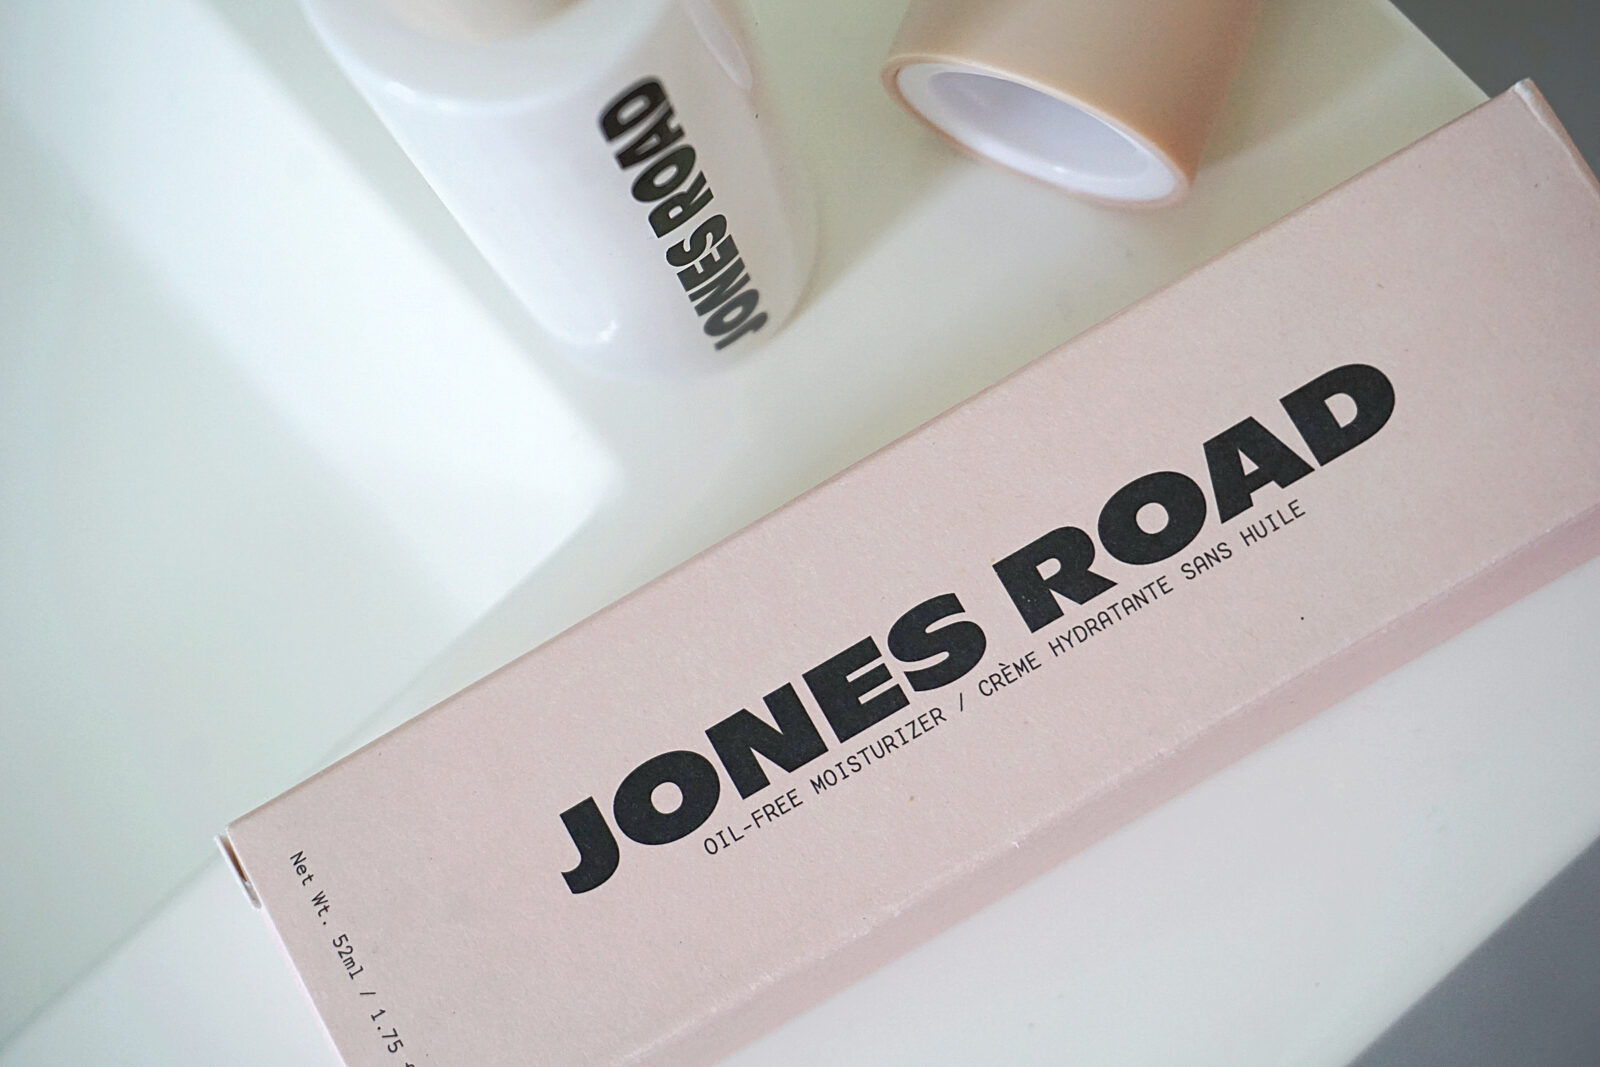 JONES ROAD
JONES ROAD
OIL-FREE MOISTURIZER / CRÈME HYDRATANTE SANS HUILE
Net Wt. 52ml / 1.75